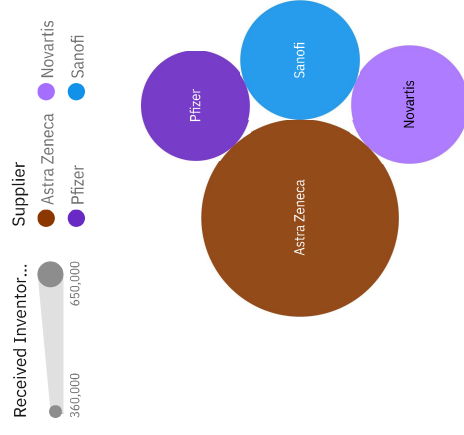 Received Inventor...
360,000
650,000
Supplier
Astra Zeneca
Novartis
Pfizer
Sanofi
Pfizer
Sanofi
Novartis
Astra Zeneca